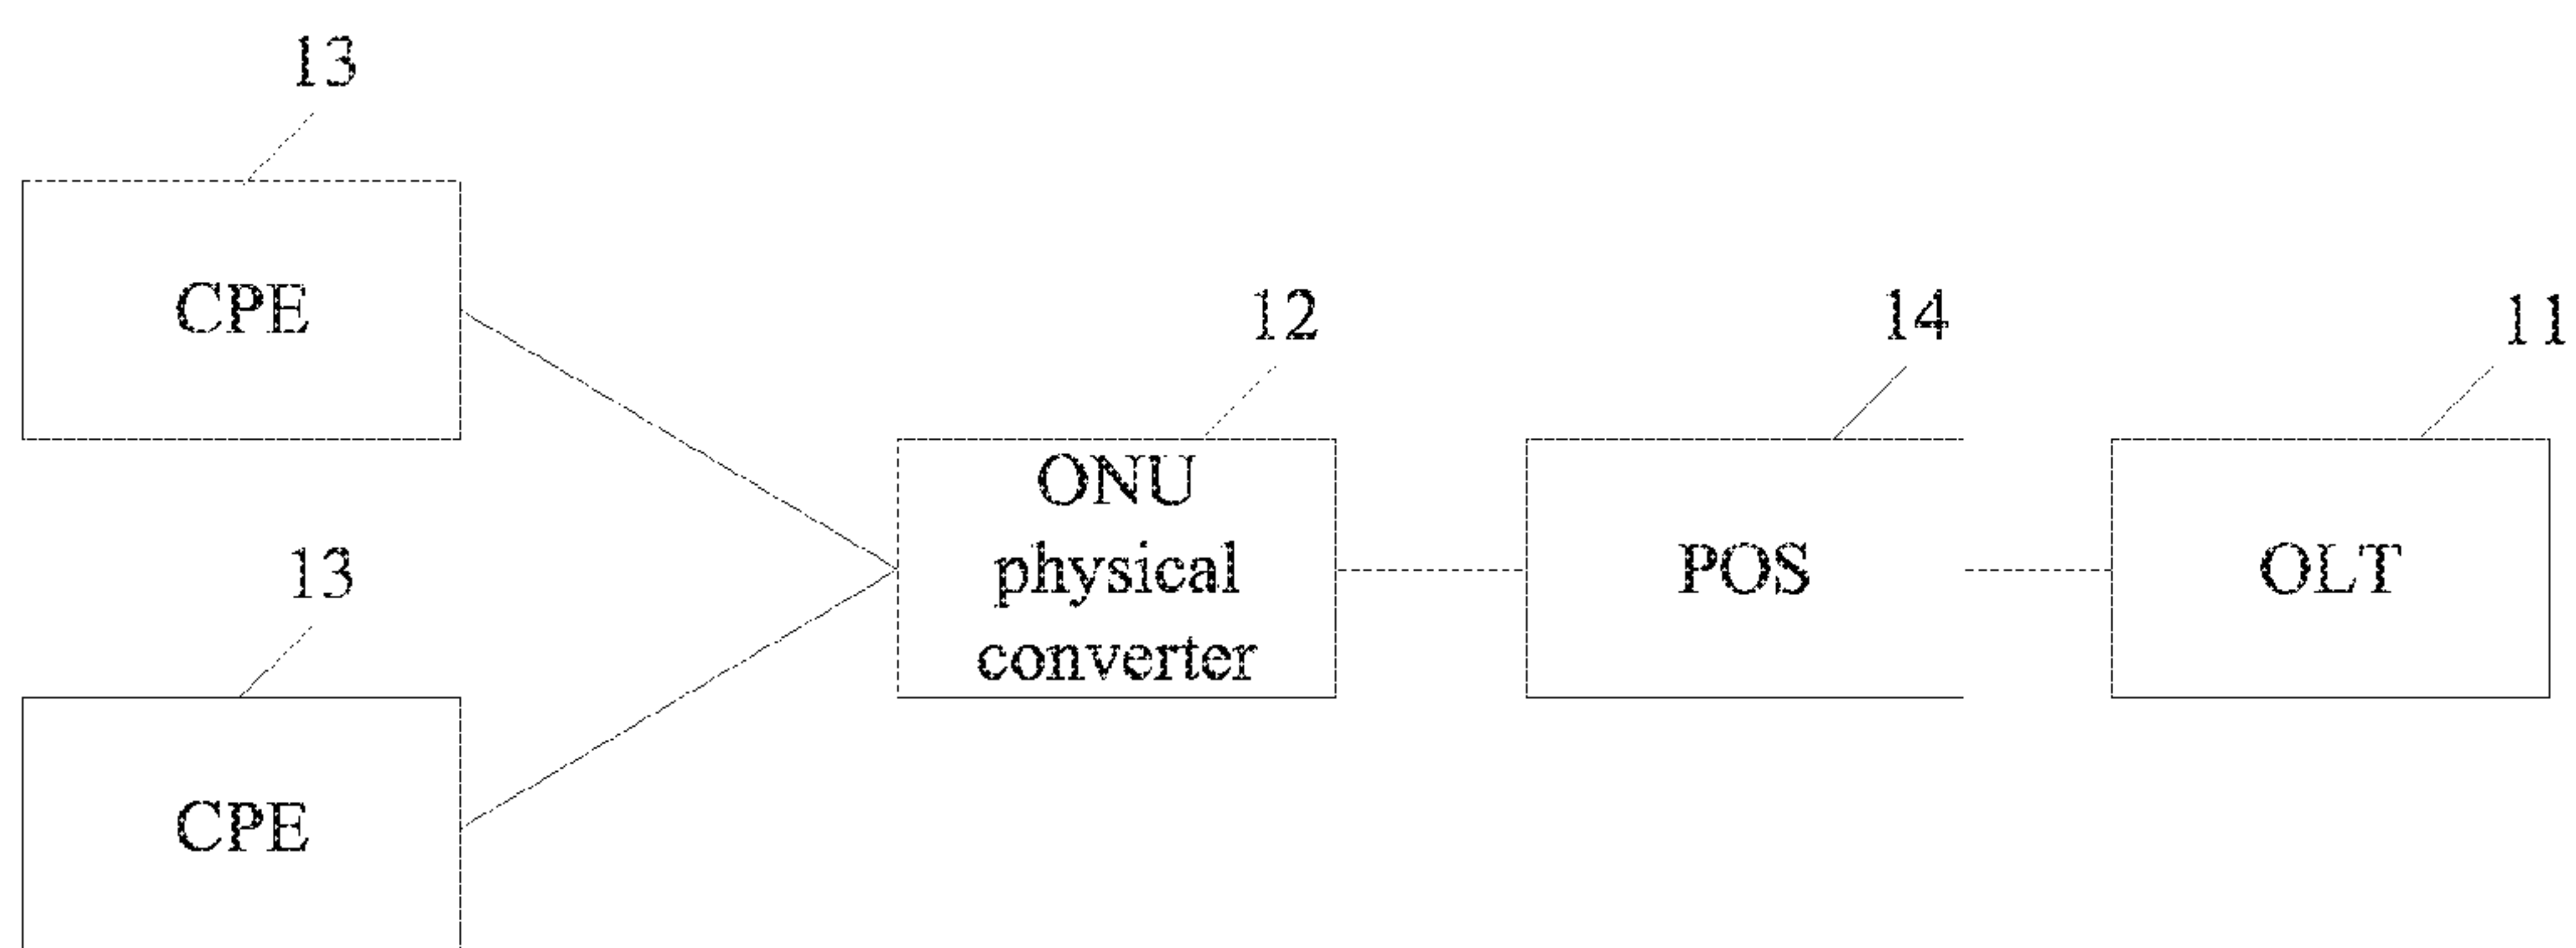 13
CPE
12
14
11
ONU
physical
converter
POS
OLT
13
CPE